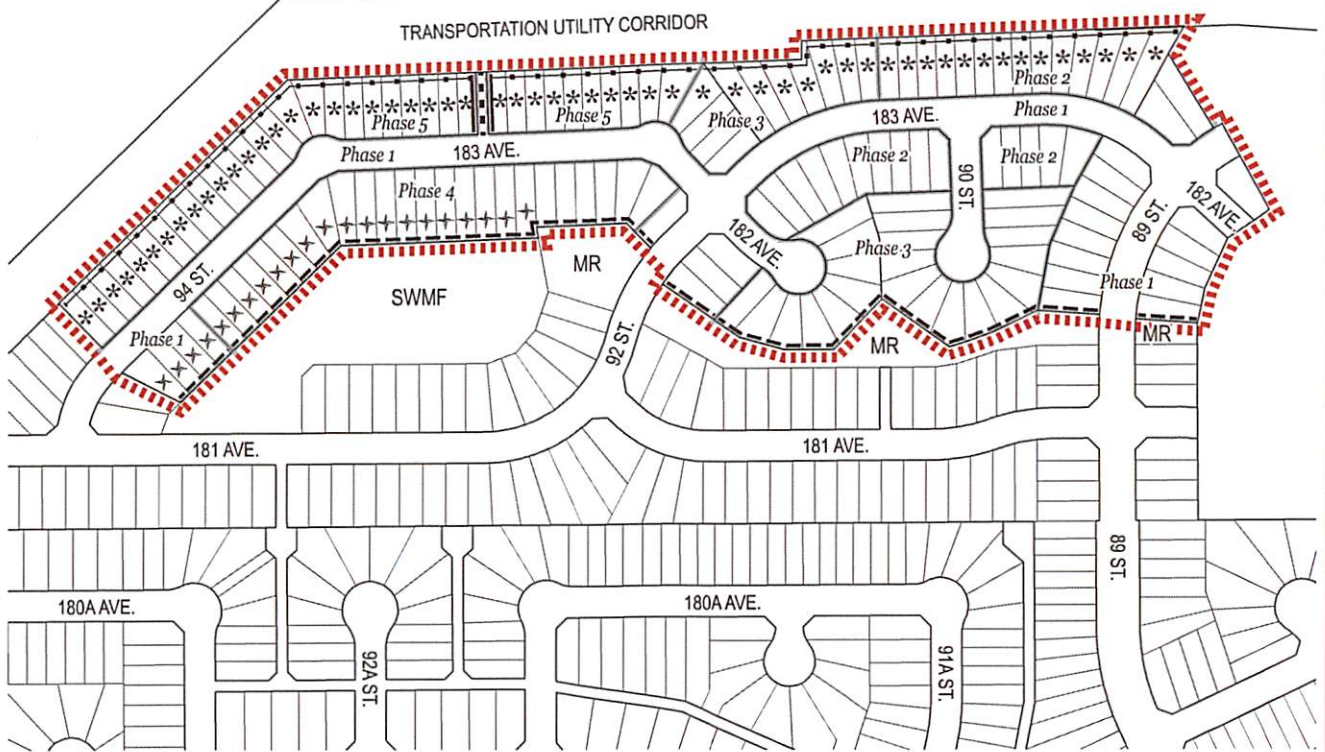 TRANSPORTATION UTILITY CORRIDOR
Phase 2
Phase 5
Phase 5
Phase 3
183 AVE.
Phase 1
Phase 1
183 AVE.
Phase 2
Phase 2
Phase 4
90 ST.
182 AVE.
89 ST.
182 AVE.
Phase 3
94 ST.
MR
SWMF
Phase 1
Phase 1
92 ST.
MR
MR
181 AVE.
181 AVE.
89 ST.
180A AVE.
180A AVE.
92A ST.
91A ST.